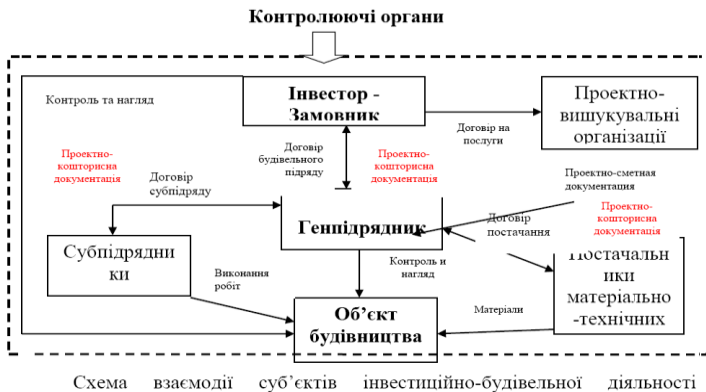 Контролюючі органи
Інвестор -
Замовник
Проектно-
вишукувальні
організації
Контроль та нагляд
Договір на
послуги
Проектно-
кошторисна
документація
Договір
будівельного
підряду
Проектно-
кошторисна
документація
Договір
субпідряду
Проектно-сметная
документация
Проектно-
кошторисна
документація
Генпідрядник
Договір
постачання
Субпідрядни
ки
Контроль и
нагляд
Постачальн
ики
матеріально
-технічних
Виконання
робіт
Об’єкт
будівництва
Матеріали
Схема взаємодії суб’єктів інвестиційно-будівельної діяльності